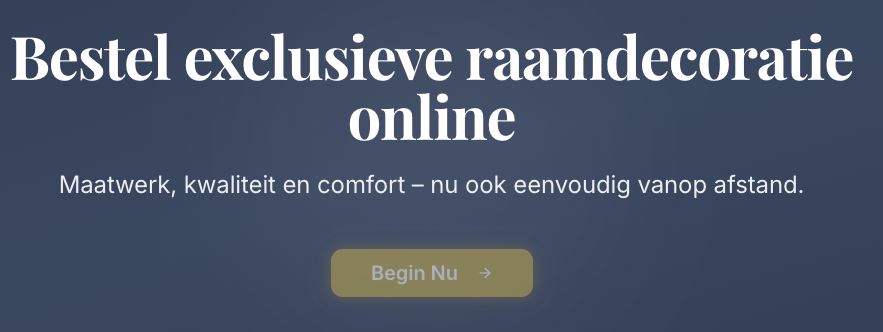 Bestel exclusieve raamdecoratie
online
Maatwerk, kwaliteit en comfort – nu ook eenvoudig vanop afstand.
Begin Nu →